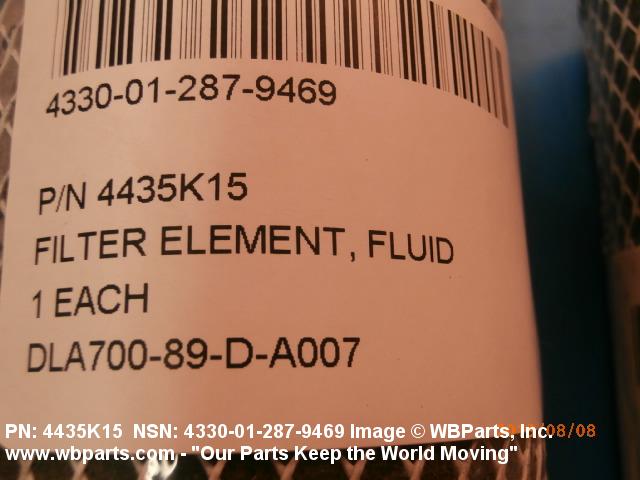 4330-01-287-9469
P/N 4435K15
FILTER ELEMENT, FLUID
1 EACH
DLA700-89-D-A007
PN: 4435K15 NSN: 4330-01-287-9469 Image © WBParts, Inc.
/08/08
www.wbparts.com - "Our Parts Keep the World Moving"